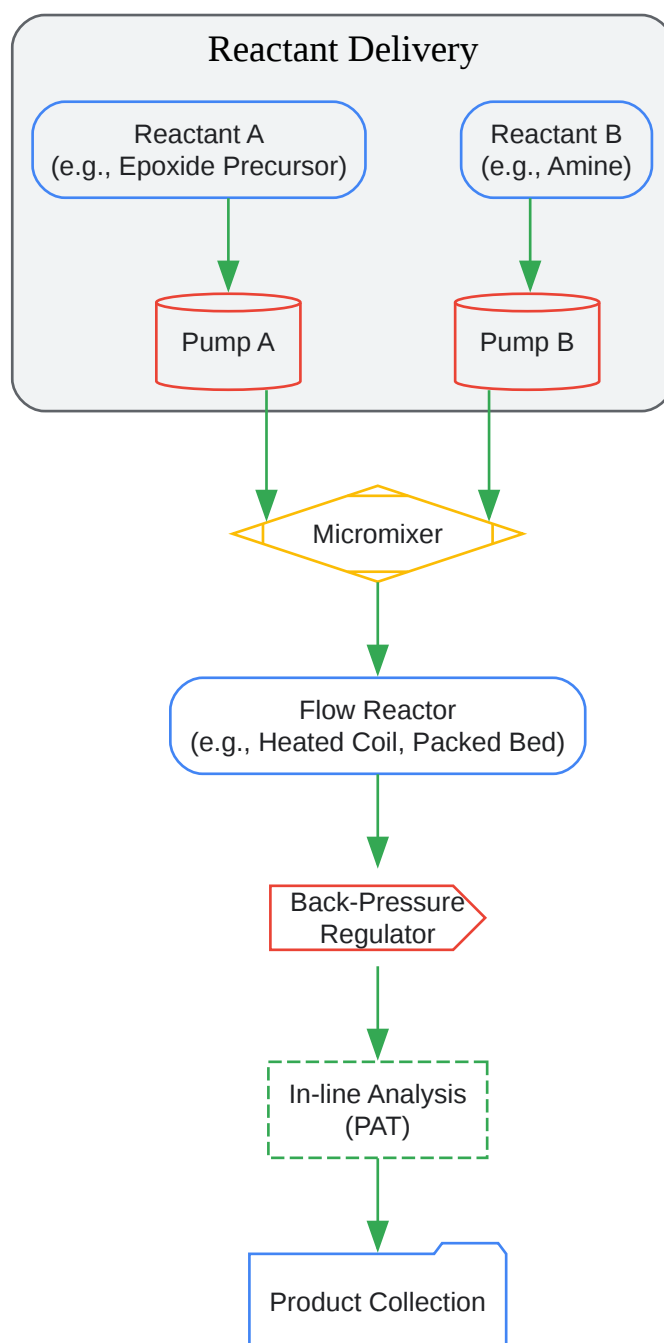 Reactant Delivery
Reactant A
(e.g., Epoxide Precursor)
Reactant B
(e.g., Amine)
Pump A
Pump B
Micromixer
Flow Reactor
(e.g., Heated Coil, Packed Bed)
Back-Pressure
Regulator
In-line Analysis
(PAT)
Product Collection